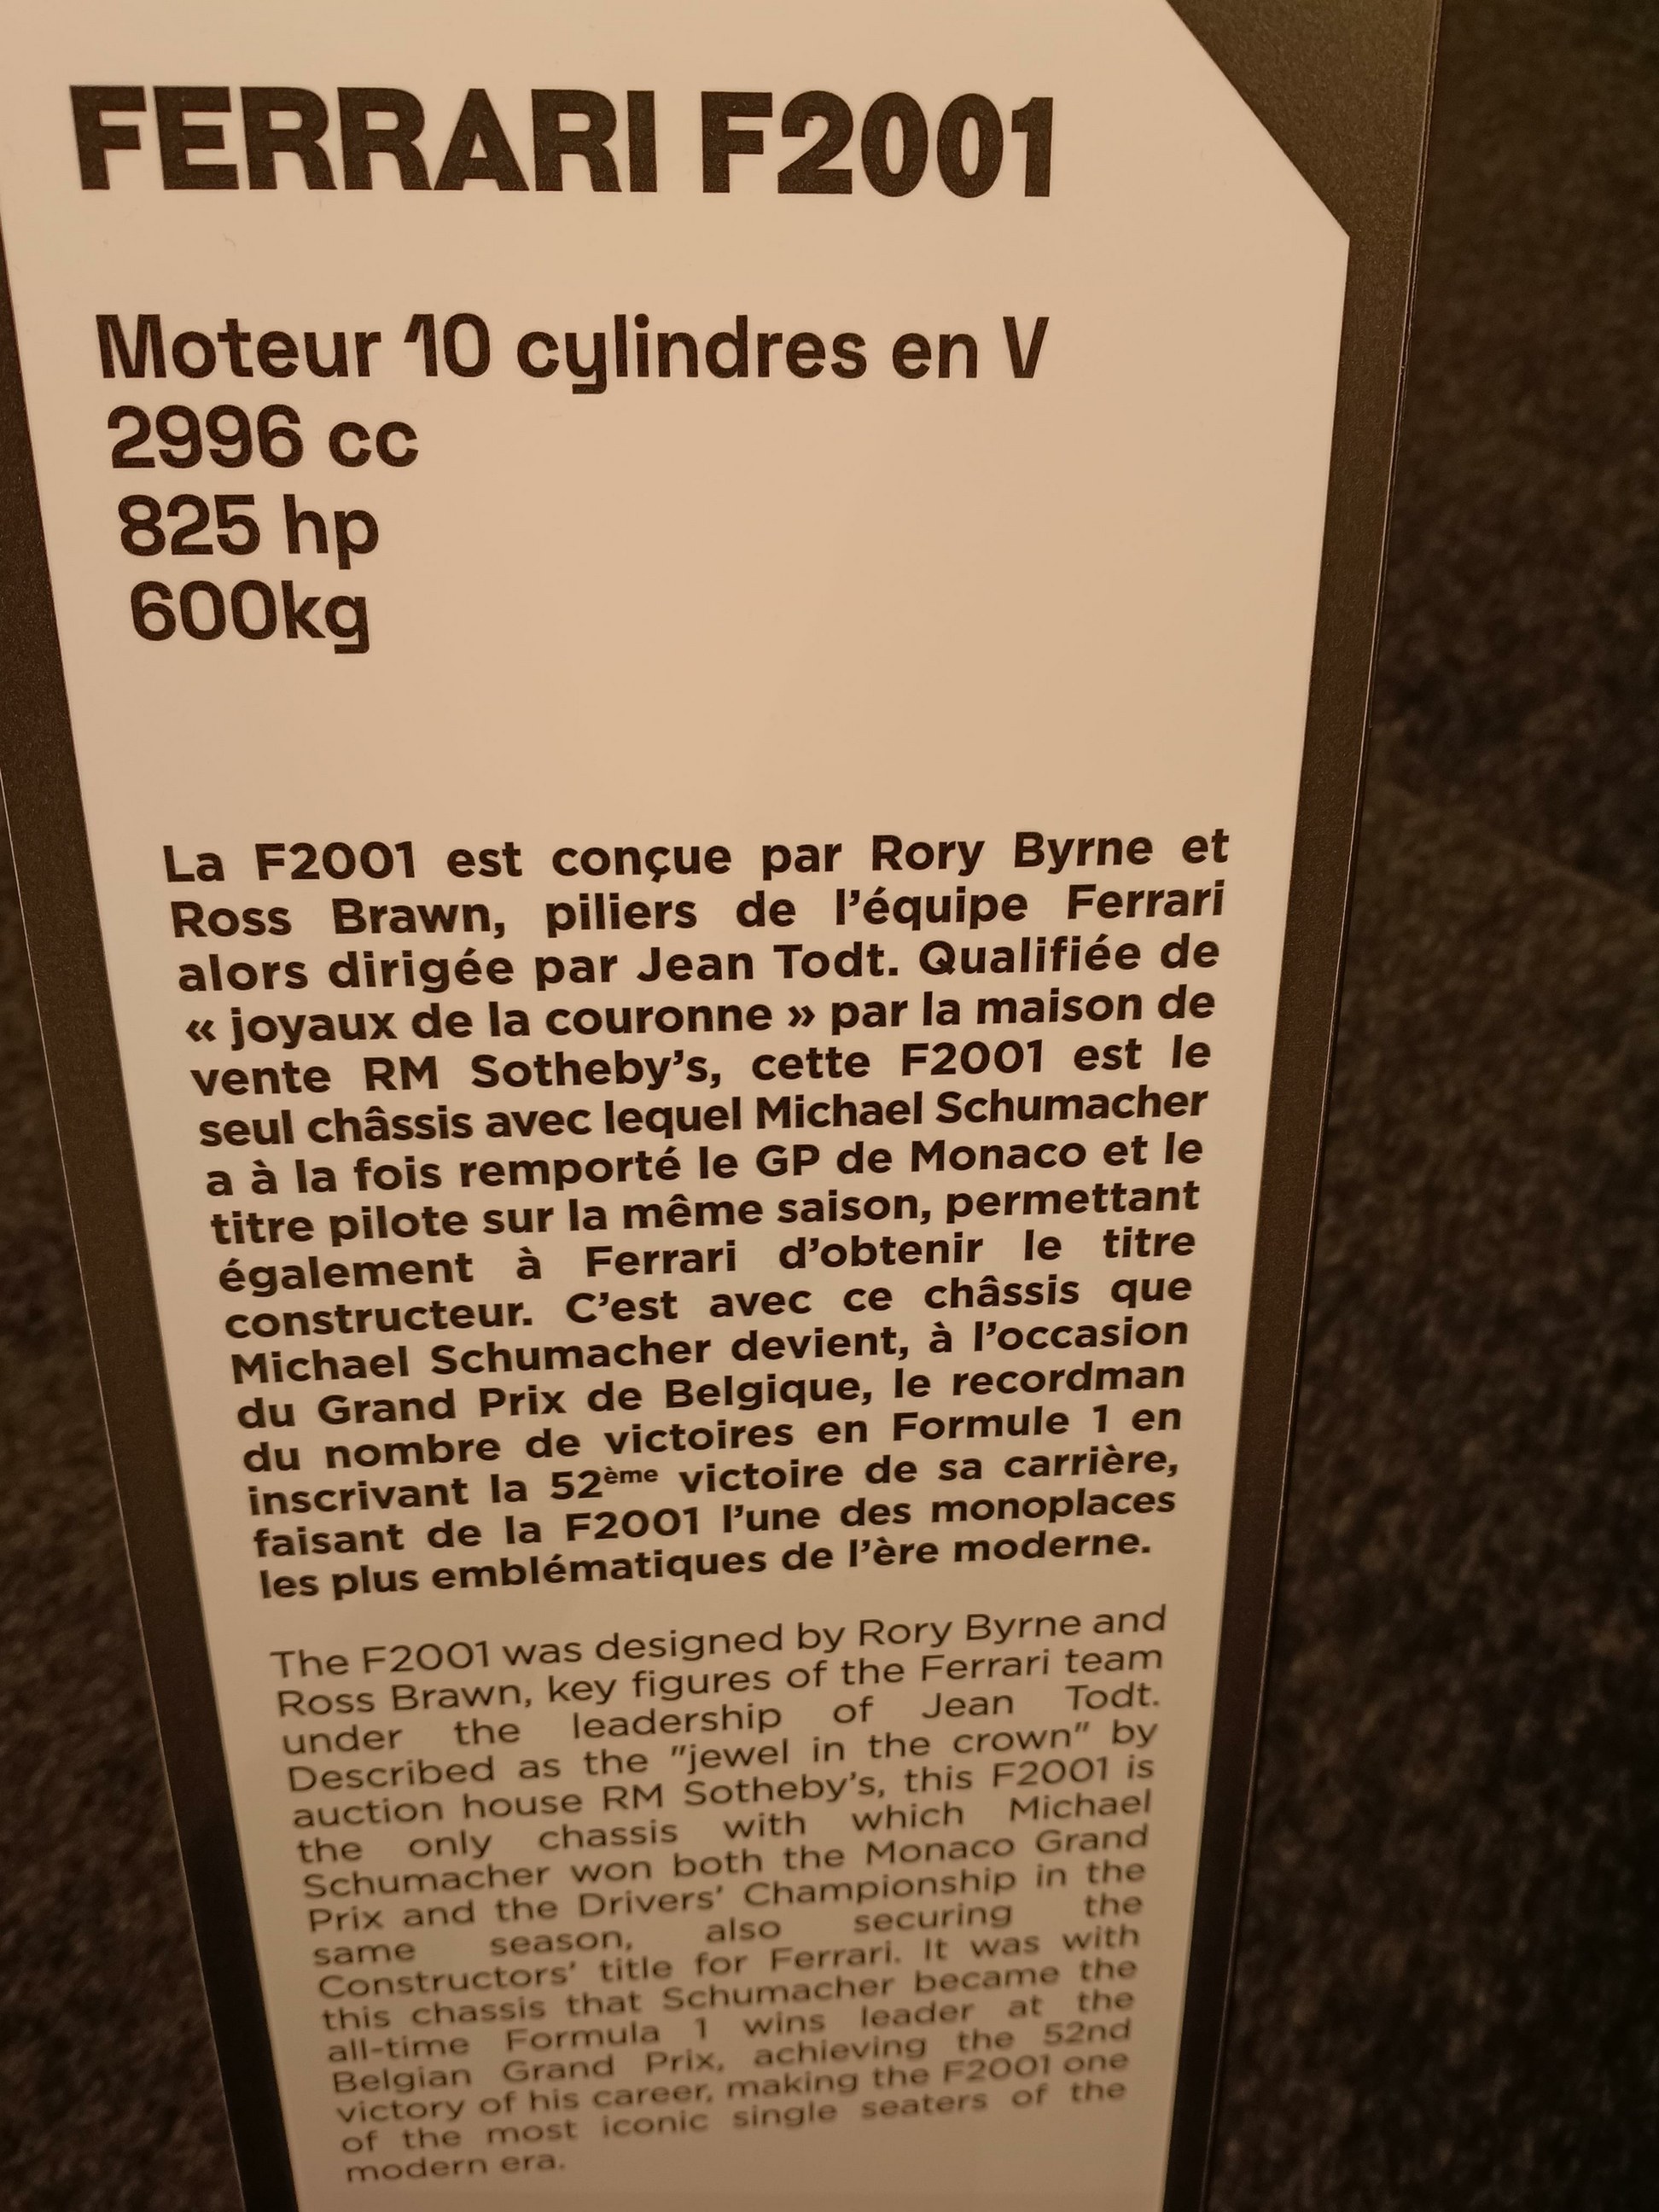 FERRARI F2001
Moteur 10 cylindres en V
2996 cc
825 hp
600kg
La F2001 est conçue par Rory Byrne et
Ross Brawn, piliers de l'équipe Ferrari
alors dirigée par Jean Todt. Qualifiée de
« joyaux de la couronne » par la maison de
vente RM Sotheby's, cette F2001 est le
seul châssis avec lequel Michael Schumacher
a à la fois remporté le GP de Monaco et le
titre pilote sur la même saison, permettant
également à Ferrari d'obtenir le titre
constructeur. C'est avec ce châssis que
Michael Schumacher devient, à l'occasion
du Grand Prix de Belgique, le recordman
du nombre de victoires en Formule 1 en
inscrivant la 52ème victoire de sa carrière,
faisant de la F2001 l'une des monoplaces
les plus emblématiques de l'ère moderne.
The F2001 was designed by Rory Byrne and
Ross Brawn, key figures of the Ferrari team
under the leadership of Jean Todt.
Described as the "jewel in the crown" by
auction house RM Sotheby's, this F2001 is
the only chassis with which Michael
Schumacher won both the Monaco Grand
Prix and the Drivers' Championship in the
same season, also securing the
Constructors' title for Ferrari. It was with
this chassis that Schumacher became the
all-time Formula 1 wins leader at the
Belgian Grand Prix, achieving the 52nd
victory of his career, making the F2001 one
of the most iconic single seaters of the
modern era.